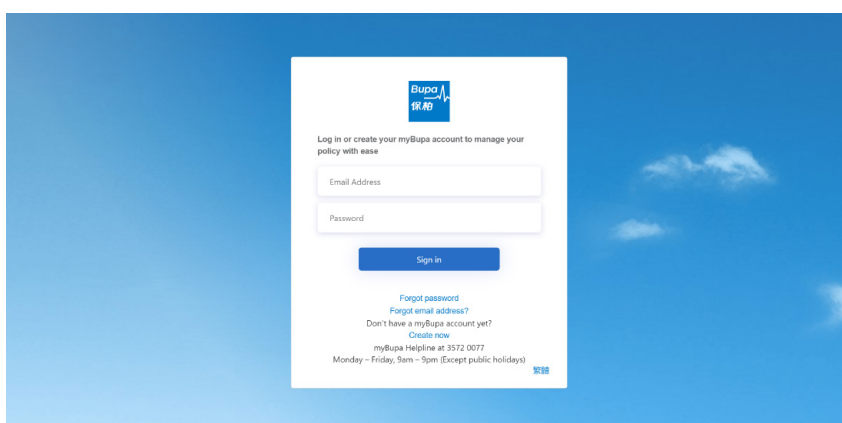 Bupa
保柏
Log in or create your myBupa account to manage your
policy with ease
Email Address
Password
Sign in
Forgot password
Forgot email address?
Don't have a myBupa account yet?
Create now
myBupa Helpline at 3572 0077
Monday – Friday, 9am – 9pm (Except public holidays)
繁體